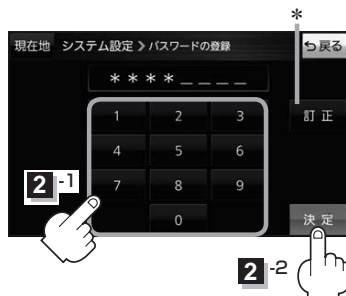 *
現在地 システム設定 > パスワードの登録 戻る
* * * * _ _ _ _
1 2 3 訂正
4 5 6
2-1
7 8 9
0 決定
2-2